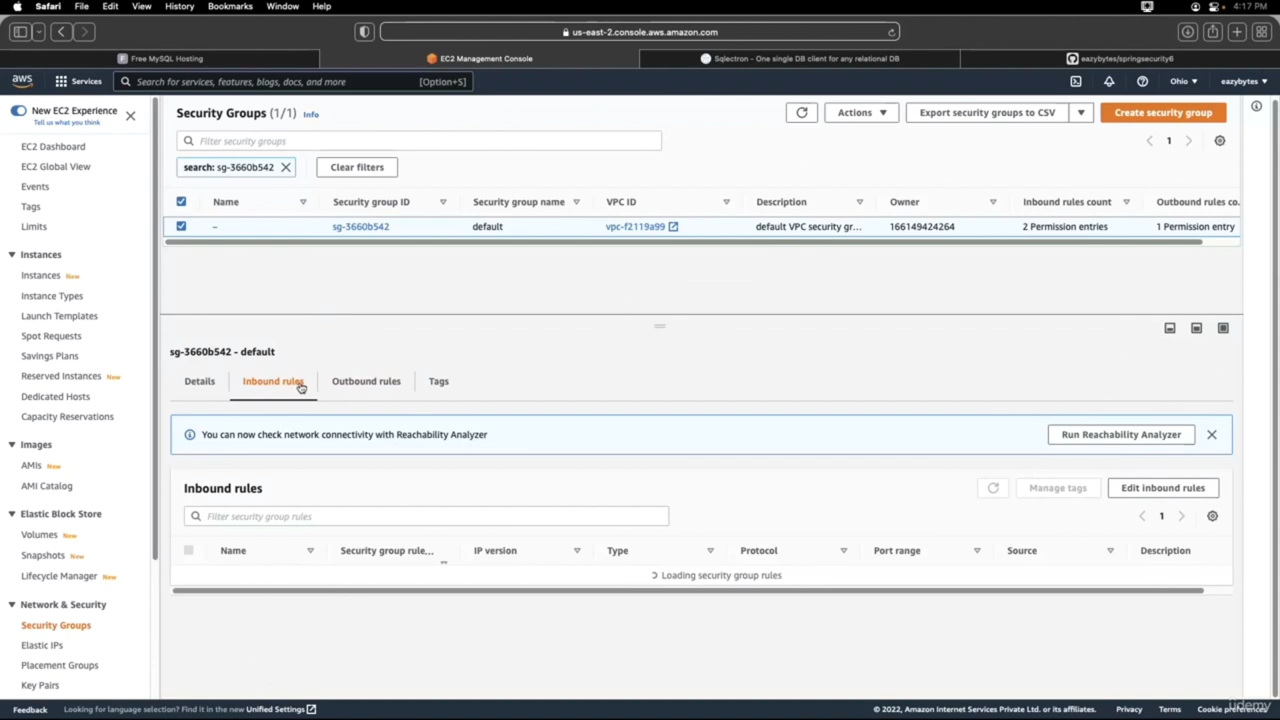 Safari File Edit View History Bookmarks Window Help 4:17 PM
us-east-2.console.aws.amazon.com
Free MySQL Hosting EC2 Management Console Sqlectron - One single DB client for any relational DB eazybytes/springsecurity6
aws Services Search for services, features, blogs, docs, and more [Option+S] Ohio eazybytes
New EC2 Experience
Tell us what you think
EC2 Dashboard
EC2 Global View
Events
Tags
Limits
Instances
Instances New
Instance Types
Launch Templates
Spot Requests
Savings Plans
Reserved Instances New
Dedicated Hosts
Capacity Reservations
Images
AMIs New
AMI Catalog
Elastic Block Store
Volumes New
Snapshots New
Lifecycle Manager New
Network & Security
Security Groups
Elastic IPs
Placement Groups
Key Pairs
Security Groups (1/1) Info Actions Export security groups to CSV Create security group
Filter security groups 1
search: sg-3660b542 Clear filters
Name Security group ID Security group name VPC ID Description Owner Inbound rules count Outbound rules co...
– sg-3660b542 default vpc-f2119a99 default VPC security gr... 166149424264 2 Permission entries 1 Permission entry
sg-3660b542 - default
Details Inbound rules Outbound rules Tags
You can now check network connectivity with Reachability Analyzer Run Reachability Analyzer
Inbound rules Manage tags Edit inbound rules
Filter security group rules 1
Name Security group rule... IP version Type Protocol Port range Source Description
Loading security group rules
Feedback Looking for language selection? Find it in the new Unified Settings © 2022, Amazon Internet Services Private Ltd. or its affiliates. Privacy Terms Cookie preferences
udemy